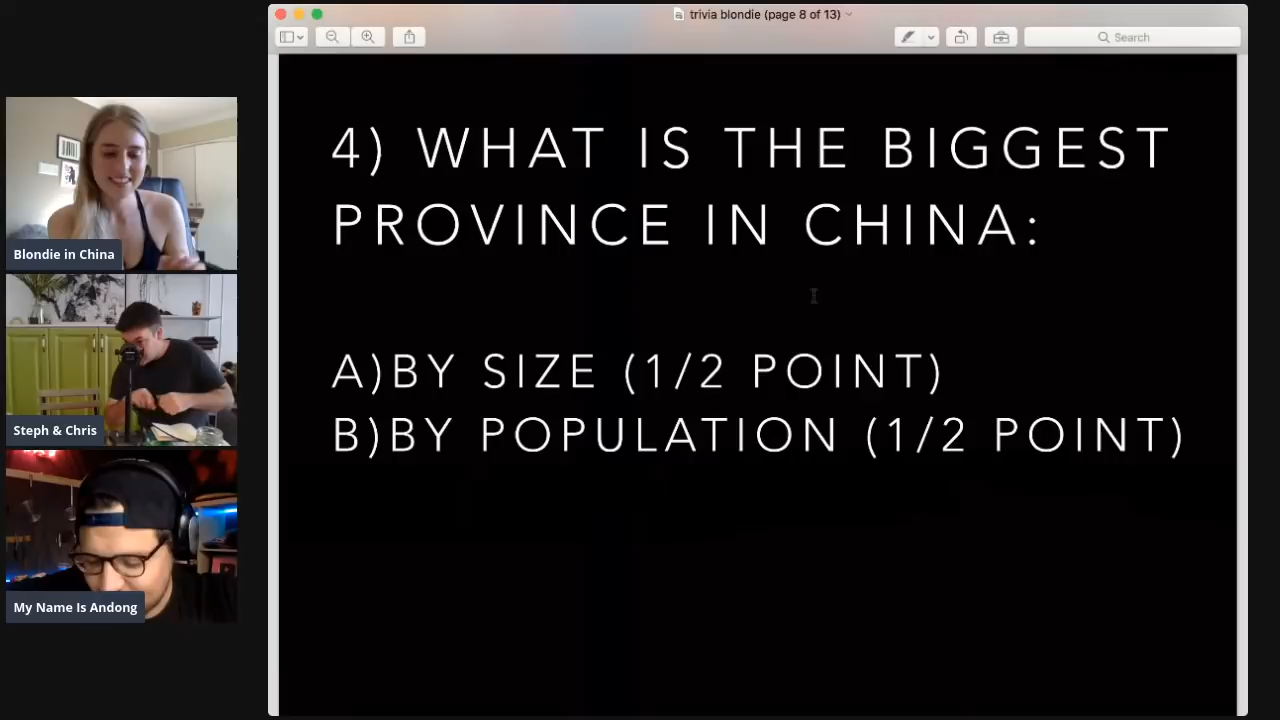 trivia blondie (page 8 of 13)
Search
4) WHAT IS THE BIGGEST
PROVINCE IN CHINA:
A)BY SIZE (1/2 POINT)
B)BY POPULATION (1/2 POINT)
Blondie in China
Steph & Chris
My Name Is Andong